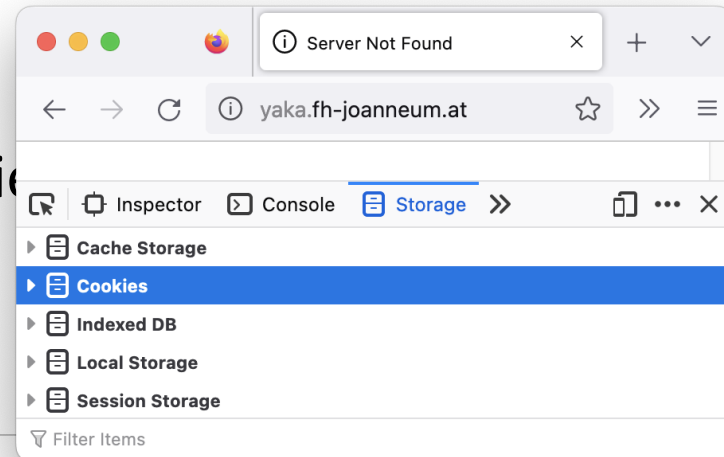 Server Not Found
yaka.fh-joanneum.at
ie
Inspector Console Storage
Cache Storage
Cookies
Indexed DB
Local Storage
Session Storage
Filter Items